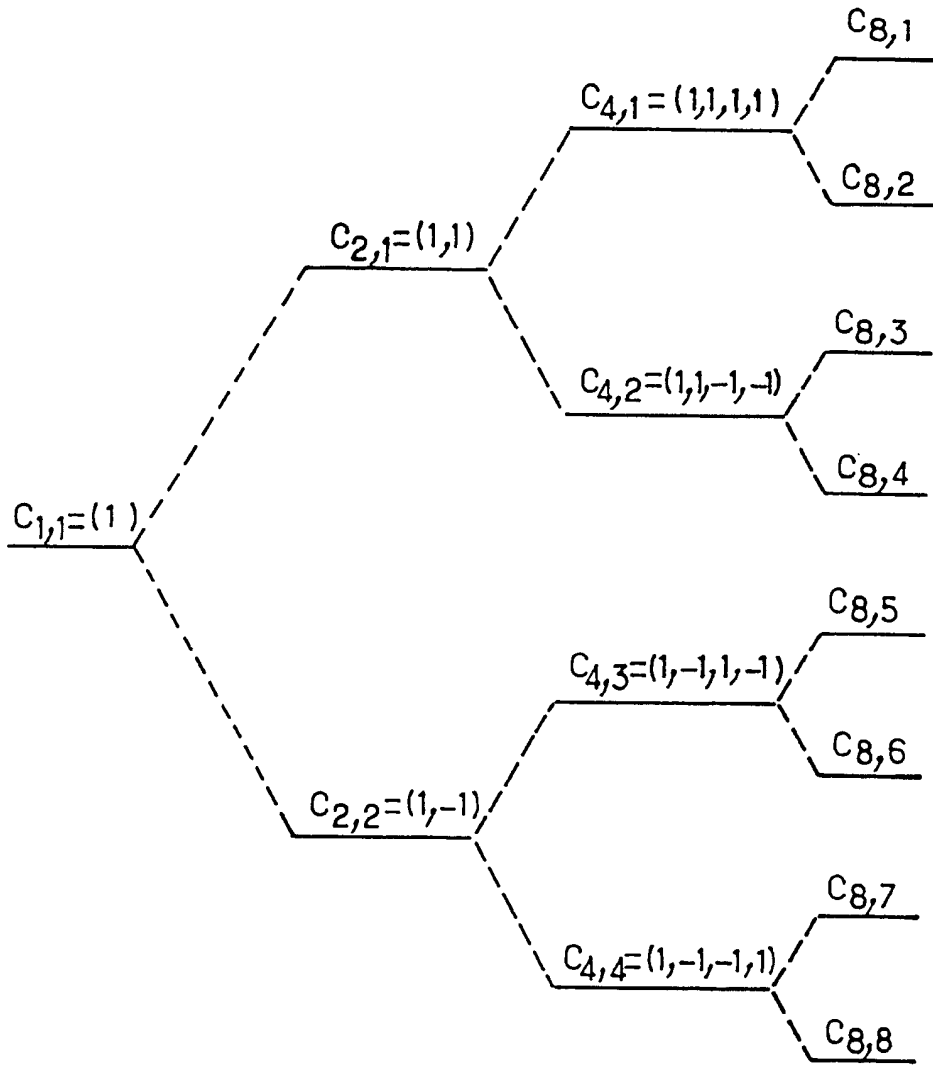 C8,1
C4,1=(1,1,1,1)
C8,2
C2,1=(1,1)
C8,3
C4,2=(1,1,-1,-1)
C8,4
C1,1=(1)
C8,5
C4,3=(1,-1,1,-1)
C8,6
C2,2=(1,-1)
C8,7
C4,4=(1,-1,-1,1)
C8,8